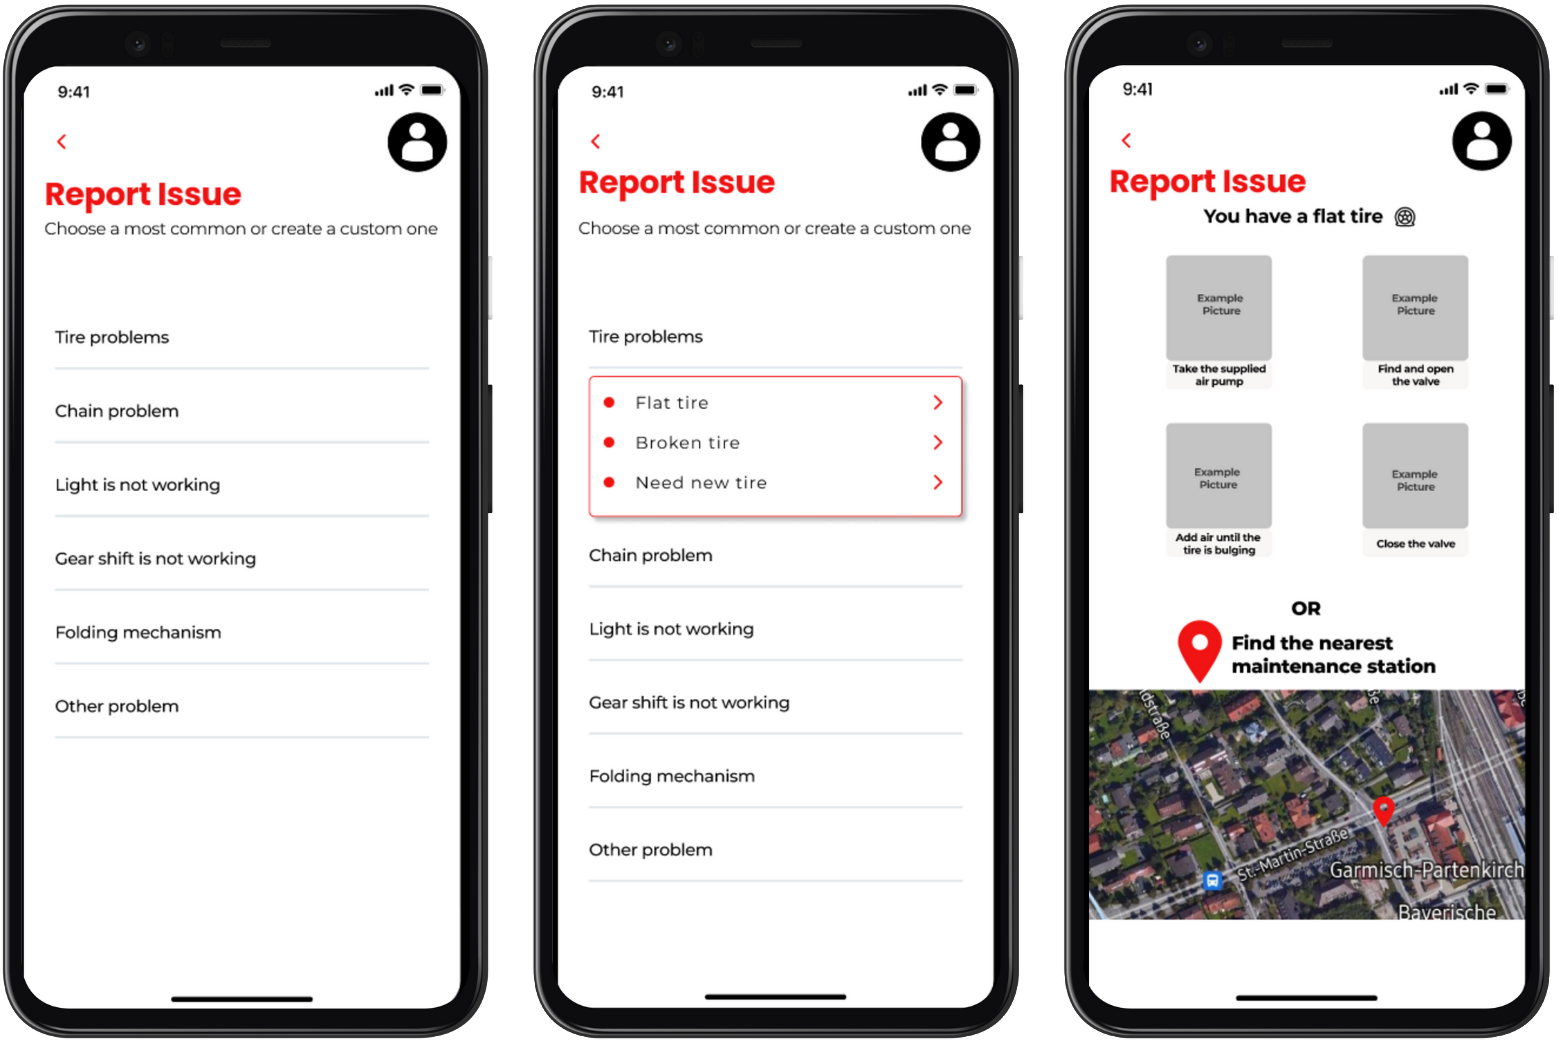 9:41
Report Issue
Choose a most common or create a custom one
Tire problems
Chain problem
Light is not working
Gear shift is not working
Folding mechanism
Other problem
9:41
Report Issue
Choose a most common or create a custom one
Tire problems
Flat tire
Broken tire
Need new tire
Chain problem
Light is not working
Gear shift is not working
Folding mechanism
Other problem
9:41
Report Issue
You have a flat tire
Example
Picture
Take the supplied
air pump
Example
Picture
Find and open
the valve
Example
Picture
Add air until the
tire is bulging
Example
Picture
Close the valve
OR
Find the nearest
maintenance station
dstraße
ße
St.-Martin-Straße
Garmisch-Partenkirch
Bayerische